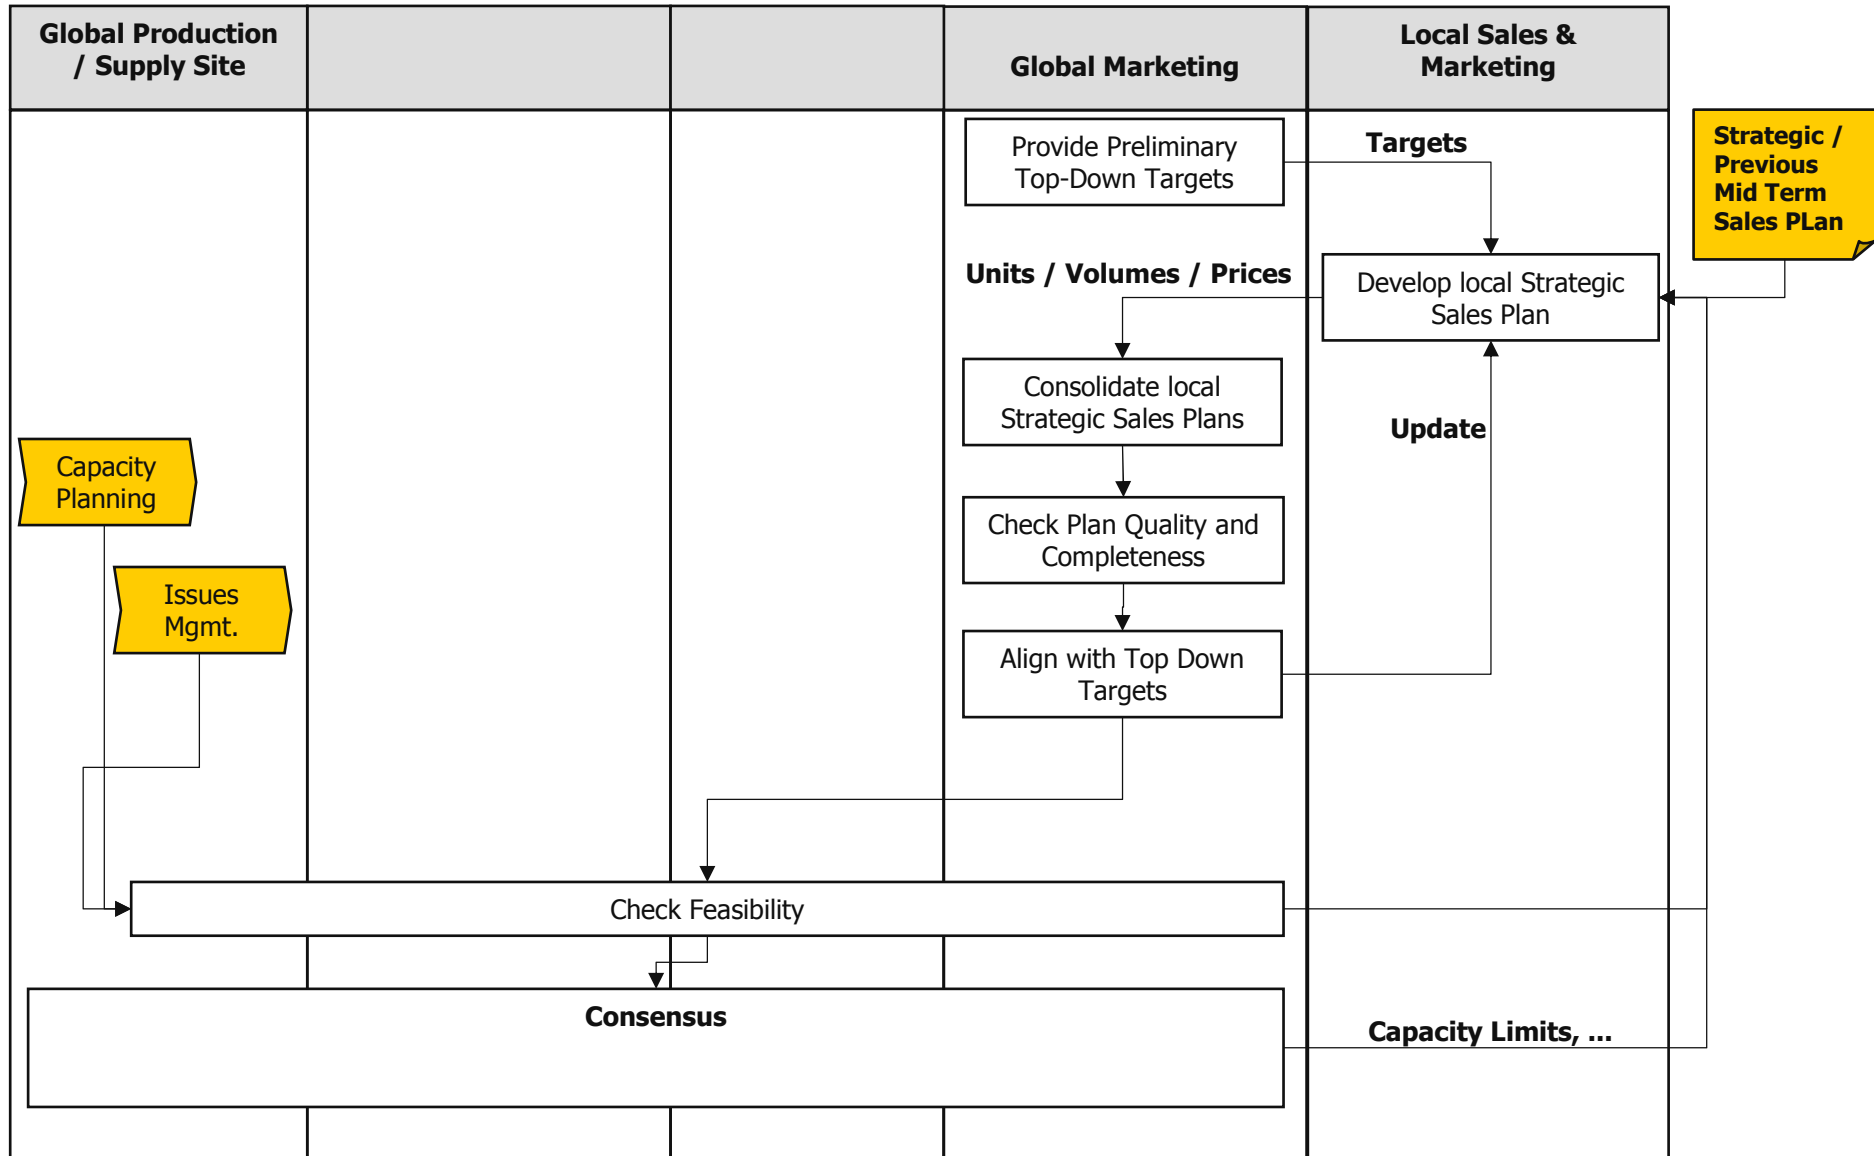 Global Production
/ Supply Site
Global Marketing
Local Sales &
Marketing
Provide Preliminary
Top-Down Targets
Targets
Strategic /
Previous
Mid Term
Sales PLan
Units / Volumes / Prices
Develop local Strategic
Sales Plan
Consolidate local
Strategic Sales Plans
Update
Capacity
Planning
Check Plan Quality and
Completeness
Issues
Mgmt.
Align with Top Down
Targets
Check Feasibility
Consensus
Capacity Limits, ...